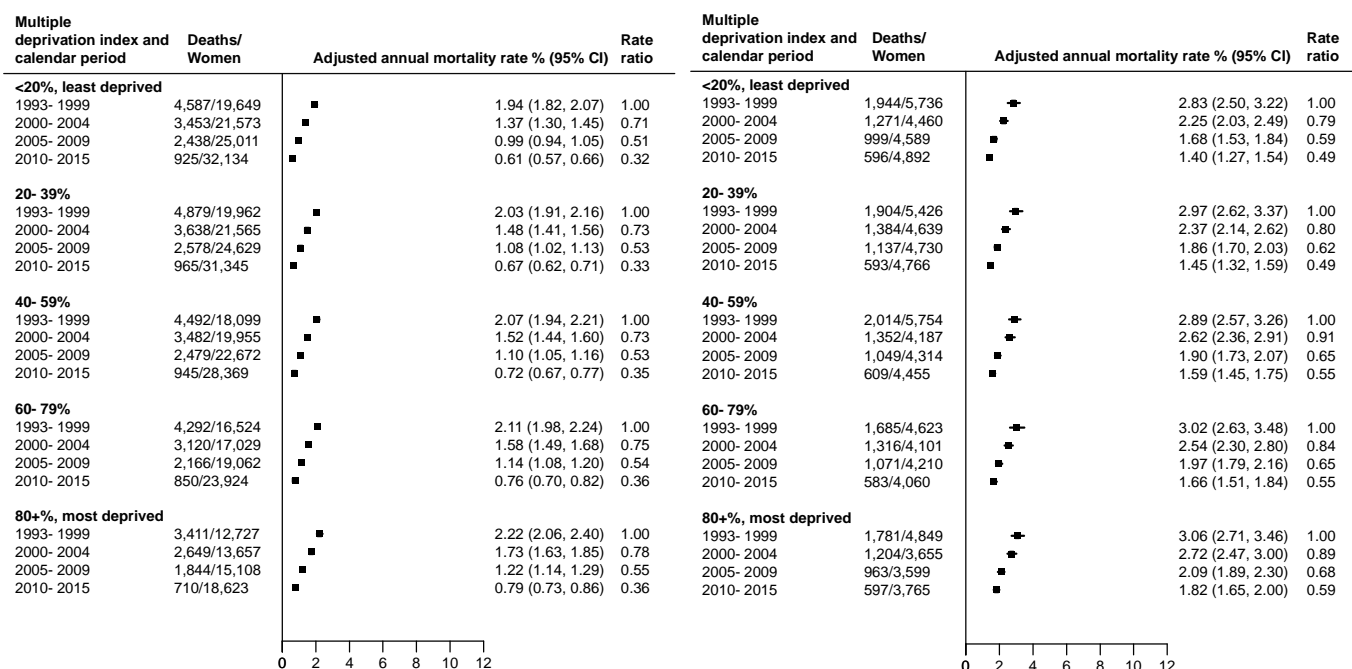 Multiple
deprivation index and Deaths/ Rate
calendar period Women Adjusted annual mortality rate % (95% CI) ratio
<20%, least deprived
1993- 1999 4,587/19,649 1.94 (1.82, 2.07) 1.00
2000- 2004 3,453/21,573 1.37 (1.30, 1.45) 0.71
2005- 2009 2,438/25,011 0.99 (0.94, 1.05) 0.51
2010- 2015 925/32,134 0.61 (0.57, 0.66) 0.32
20- 39%
1993- 1999 4,879/19,962 2.03 (1.91, 2.16) 1.00
2000- 2004 3,638/21,565 1.48 (1.41, 1.56) 0.73
2005- 2009 2,578/24,629 1.08 (1.02, 1.13) 0.53
2010- 2015 965/31,345 0.67 (0.62, 0.71) 0.33
40- 59%
1993- 1999 4,492/18,099 2.07 (1.94, 2.21) 1.00
2000- 2004 3,482/19,955 1.52 (1.44, 1.60) 0.73
2005- 2009 2,479/22,672 1.10 (1.05, 1.16) 0.53
2010- 2015 945/28,369 0.72 (0.67, 0.77) 0.35
60- 79%
1993- 1999 4,292/16,524 2.11 (1.98, 2.24) 1.00
2000- 2004 3,120/17,029 1.58 (1.49, 1.68) 0.75
2005- 2009 2,166/19,062 1.14 (1.08, 1.20) 0.54
2010- 2015 850/23,924 0.76 (0.70, 0.82) 0.36
80+%, most deprived
1993- 1999 3,411/12,727 2.22 (2.06, 2.40) 1.00
2000- 2004 2,649/13,657 1.73 (1.63, 1.85) 0.78
2005- 2009 1,844/15,108 1.22 (1.14, 1.29) 0.55
2010- 2015 710/18,623 0.79 (0.73, 0.86) 0.36
0 2 4 6 8 10 12
Multiple
deprivation index and Deaths/ Rate
calendar period Women Adjusted annual mortality rate % (95% CI) ratio
<20%, least deprived
1993- 1999 1,944/5,736 2.83 (2.50, 3.22) 1.00
2000- 2004 1,271/4,460 2.25 (2.03, 2.49) 0.79
2005- 2009 999/4,589 1.68 (1.53, 1.84) 0.59
2010- 2015 596/4,892 1.40 (1.27, 1.54) 0.49
20- 39%
1993- 1999 1,904/5,426 2.97 (2.62, 3.37) 1.00
2000- 2004 1,384/4,639 2.37 (2.14, 2.62) 0.80
2005- 2009 1,137/4,730 1.86 (1.70, 2.03) 0.62
2010- 2015 593/4,766 1.45 (1.32, 1.59) 0.49
40- 59%
1993- 1999 2,014/5,754 2.89 (2.57, 3.26) 1.00
2000- 2004 1,352/4,187 2.62 (2.36, 2.91) 0.91
2005- 2009 1,049/4,314 1.90 (1.73, 2.07) 0.65
2010- 2015 609/4,455 1.59 (1.45, 1.75) 0.55
60- 79%
1993- 1999 1,685/4,623 3.02 (2.63, 3.48) 1.00
2000- 2004 1,316/4,101 2.54 (2.30, 2.80) 0.84
2005- 2009 1,071/4,210 1.97 (1.79, 2.16) 0.65
2010- 2015 583/4,060 1.66 (1.51, 1.84) 0.55
80+%, most deprived
1993- 1999 1,781/4,849 3.06 (2.71, 3.46) 1.00
2000- 2004 1,204/3,655 2.72 (2.47, 3.00) 0.89
2005- 2009 963/3,599 2.09 (1.89, 2.30) 0.68
2010- 2015 597/3,765 1.82 (1.65, 2.00) 0.59
0 2 4 6 8 10 12